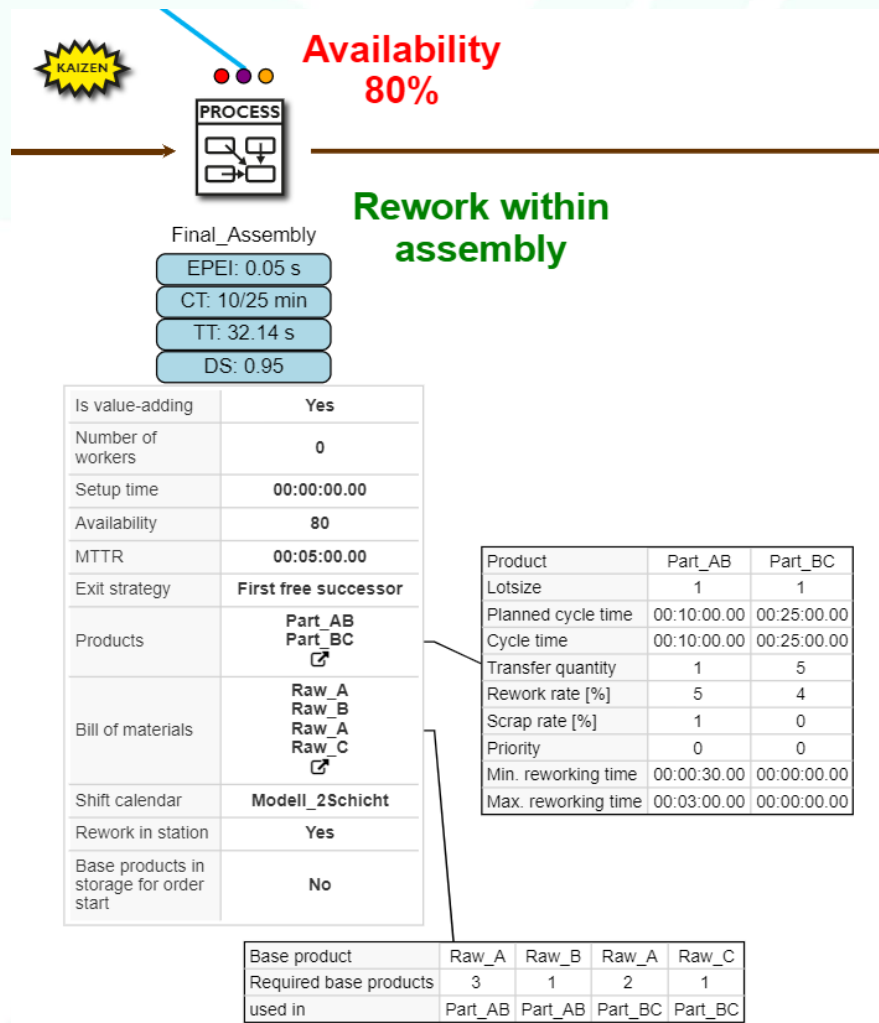 KAIZEN
Availability
80%
PROCESS
Rework within
assembly
Final_Assembly
EPEI: 0.05 s
CT: 10/25 min
TT: 32.14 s
DS: 0.95
Is value-adding Yes
Number of
workers
0
Setup time 00:00:00.00
Availability 80
MTTR 00:05:00.00
Exit strategy First free successor
Products
Part_AB
Part_BC
Bill of materials
Raw_A
Raw_B
Raw_A
Raw_C
Shift calendar Modell_2Schicht
Rework in station Yes
Base products in
storage for order
start
No
Product Part_AB Part_BC
Lotsize 1 1
Planned cycle time 00:10:00.00 00:25:00.00
Cycle time 00:10:00.00 00:25:00.00
Transfer quantity 1 5
Rework rate [%] 5 4
Scrap rate [%] 1 0
Priority 0 0
Min. reworking time 00:00:30.00 00:00:00.00
Max. reworking time 00:03:00.00 00:00:00.00
Base product Raw_A Raw_B Raw_A Raw_C
Required base products 3 1 2 1
used in Part_AB Part_AB Part_BC Part_BC